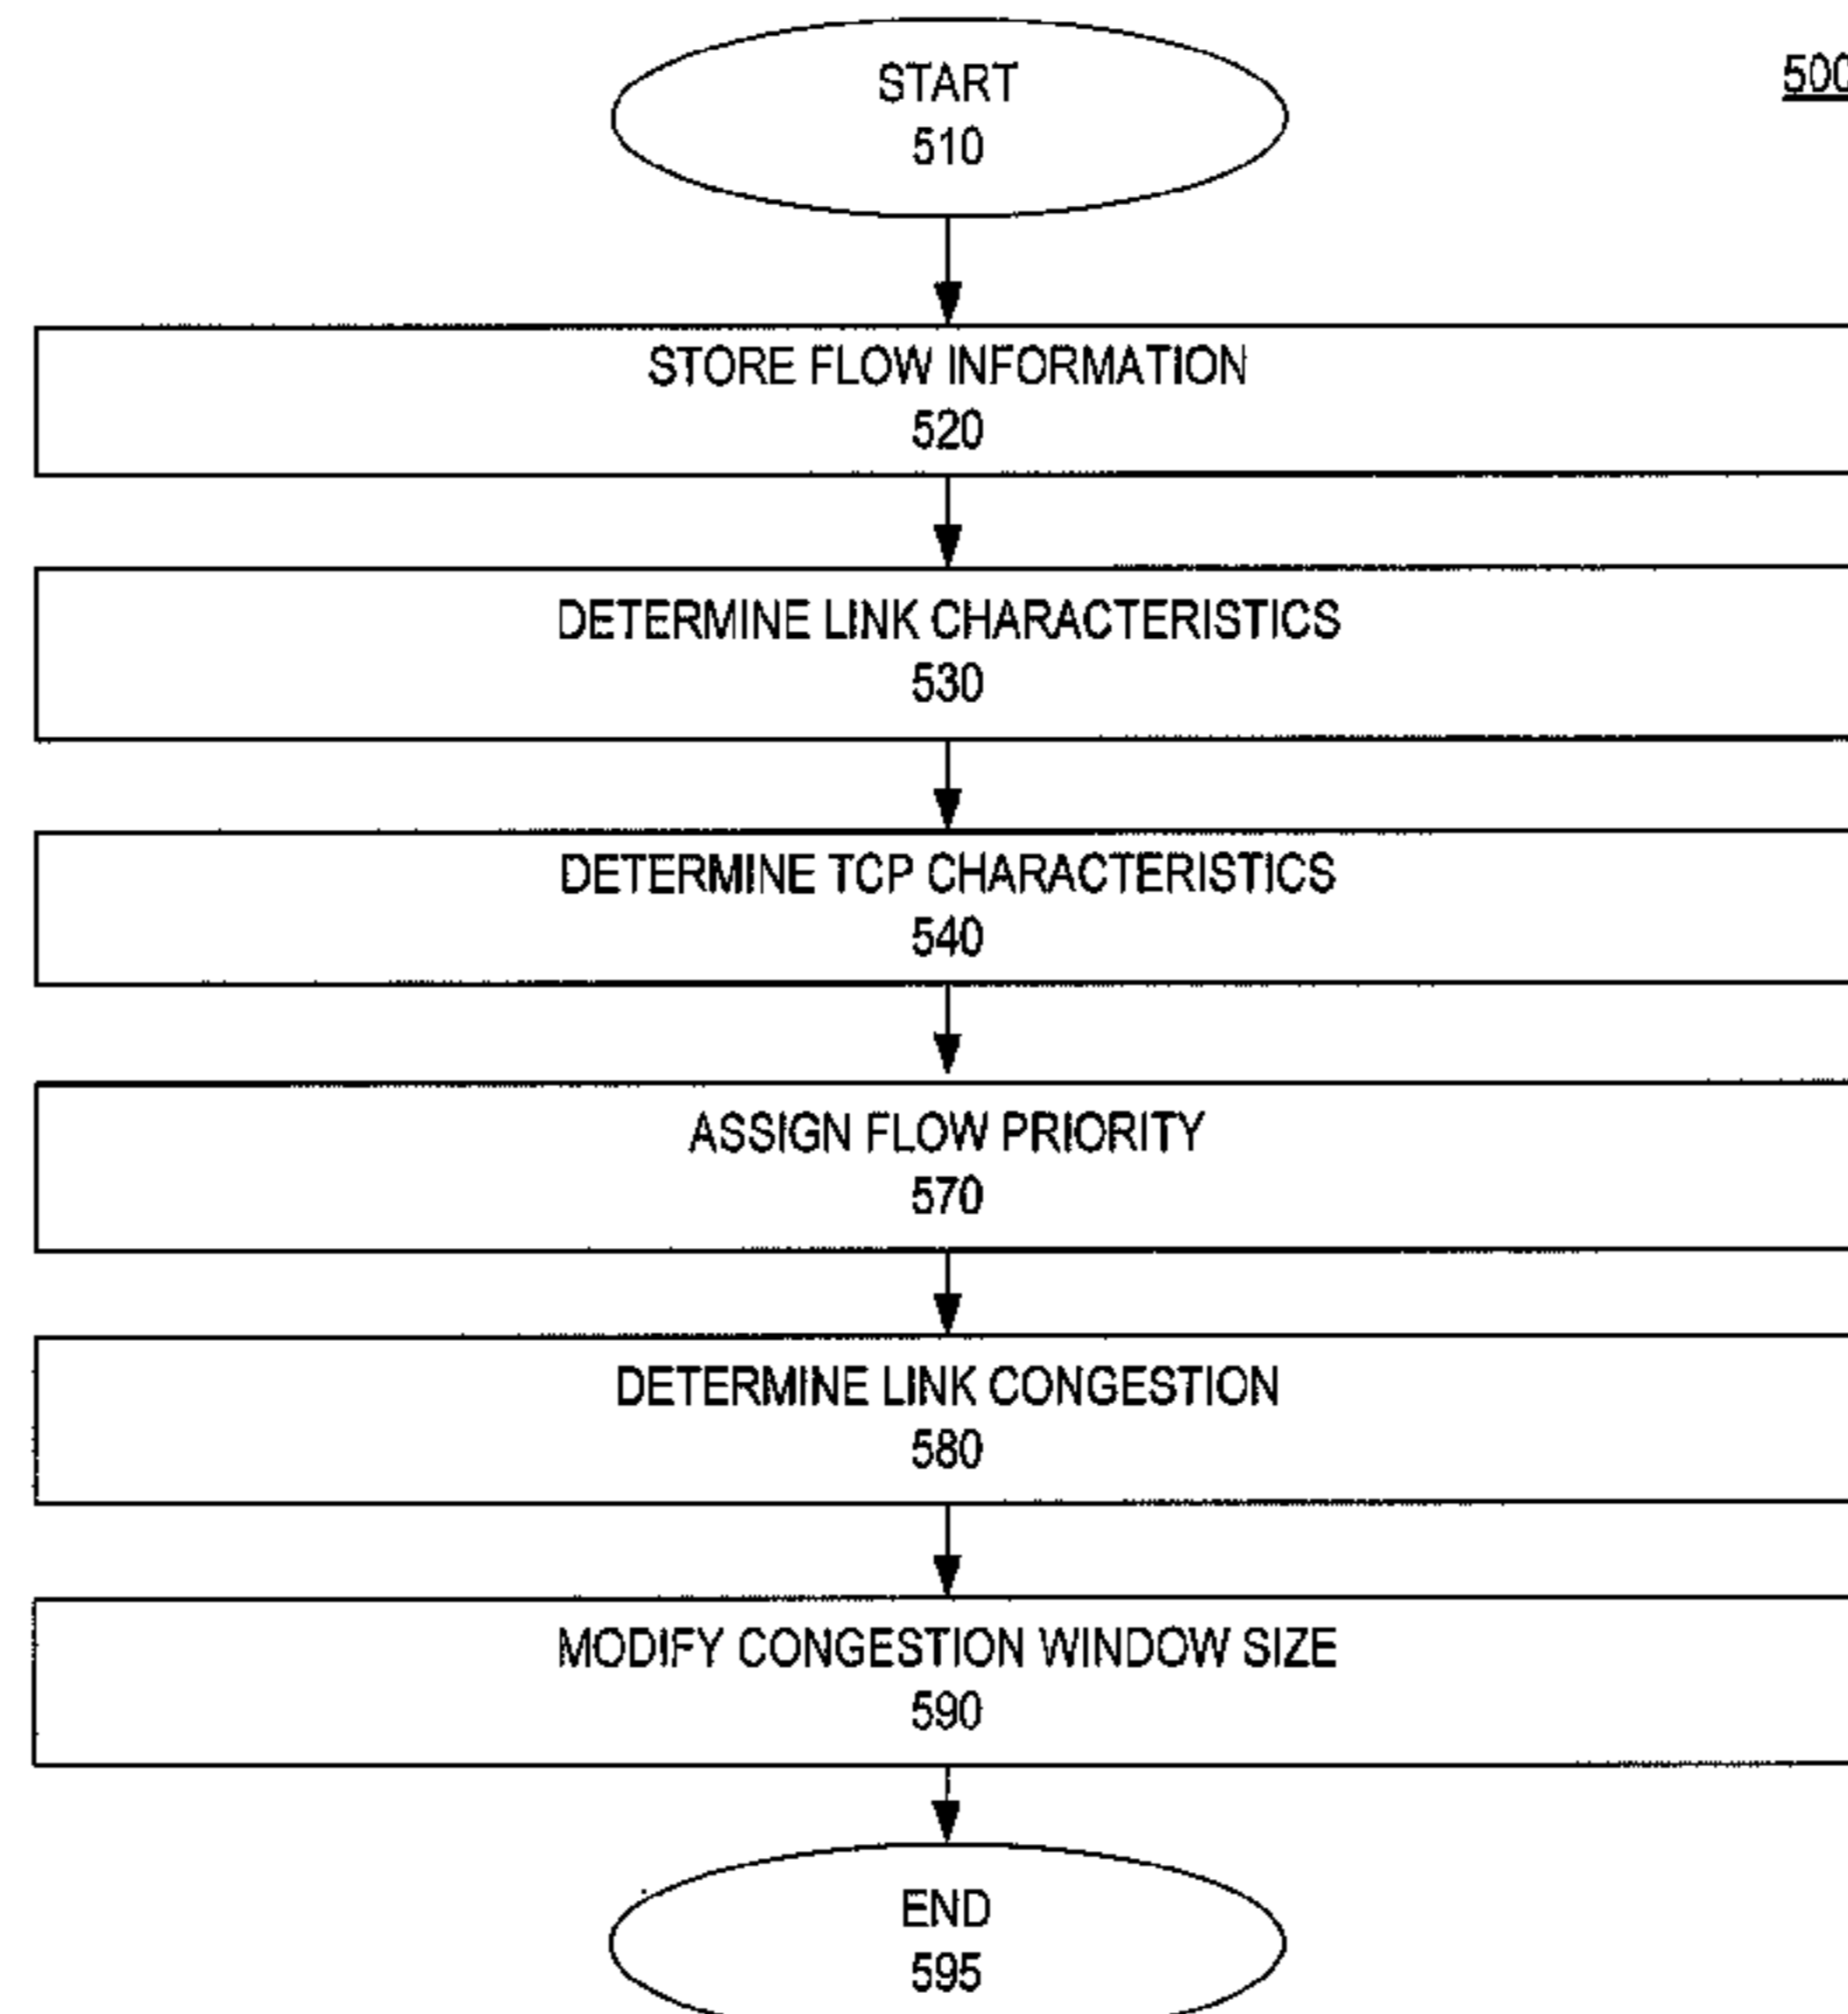 START
510
500
STORE FLOW INFORMATION
520
DETERMINE LINK CHARACTERISTICS
530
DETERMINE TCP CHARACTERISTICS
540
ASSIGN FLOW PRIORITY
570
DETERMINE LINK CONGESTION
580
MODIFY CONGESTION WINDOW SIZE
590
END
595